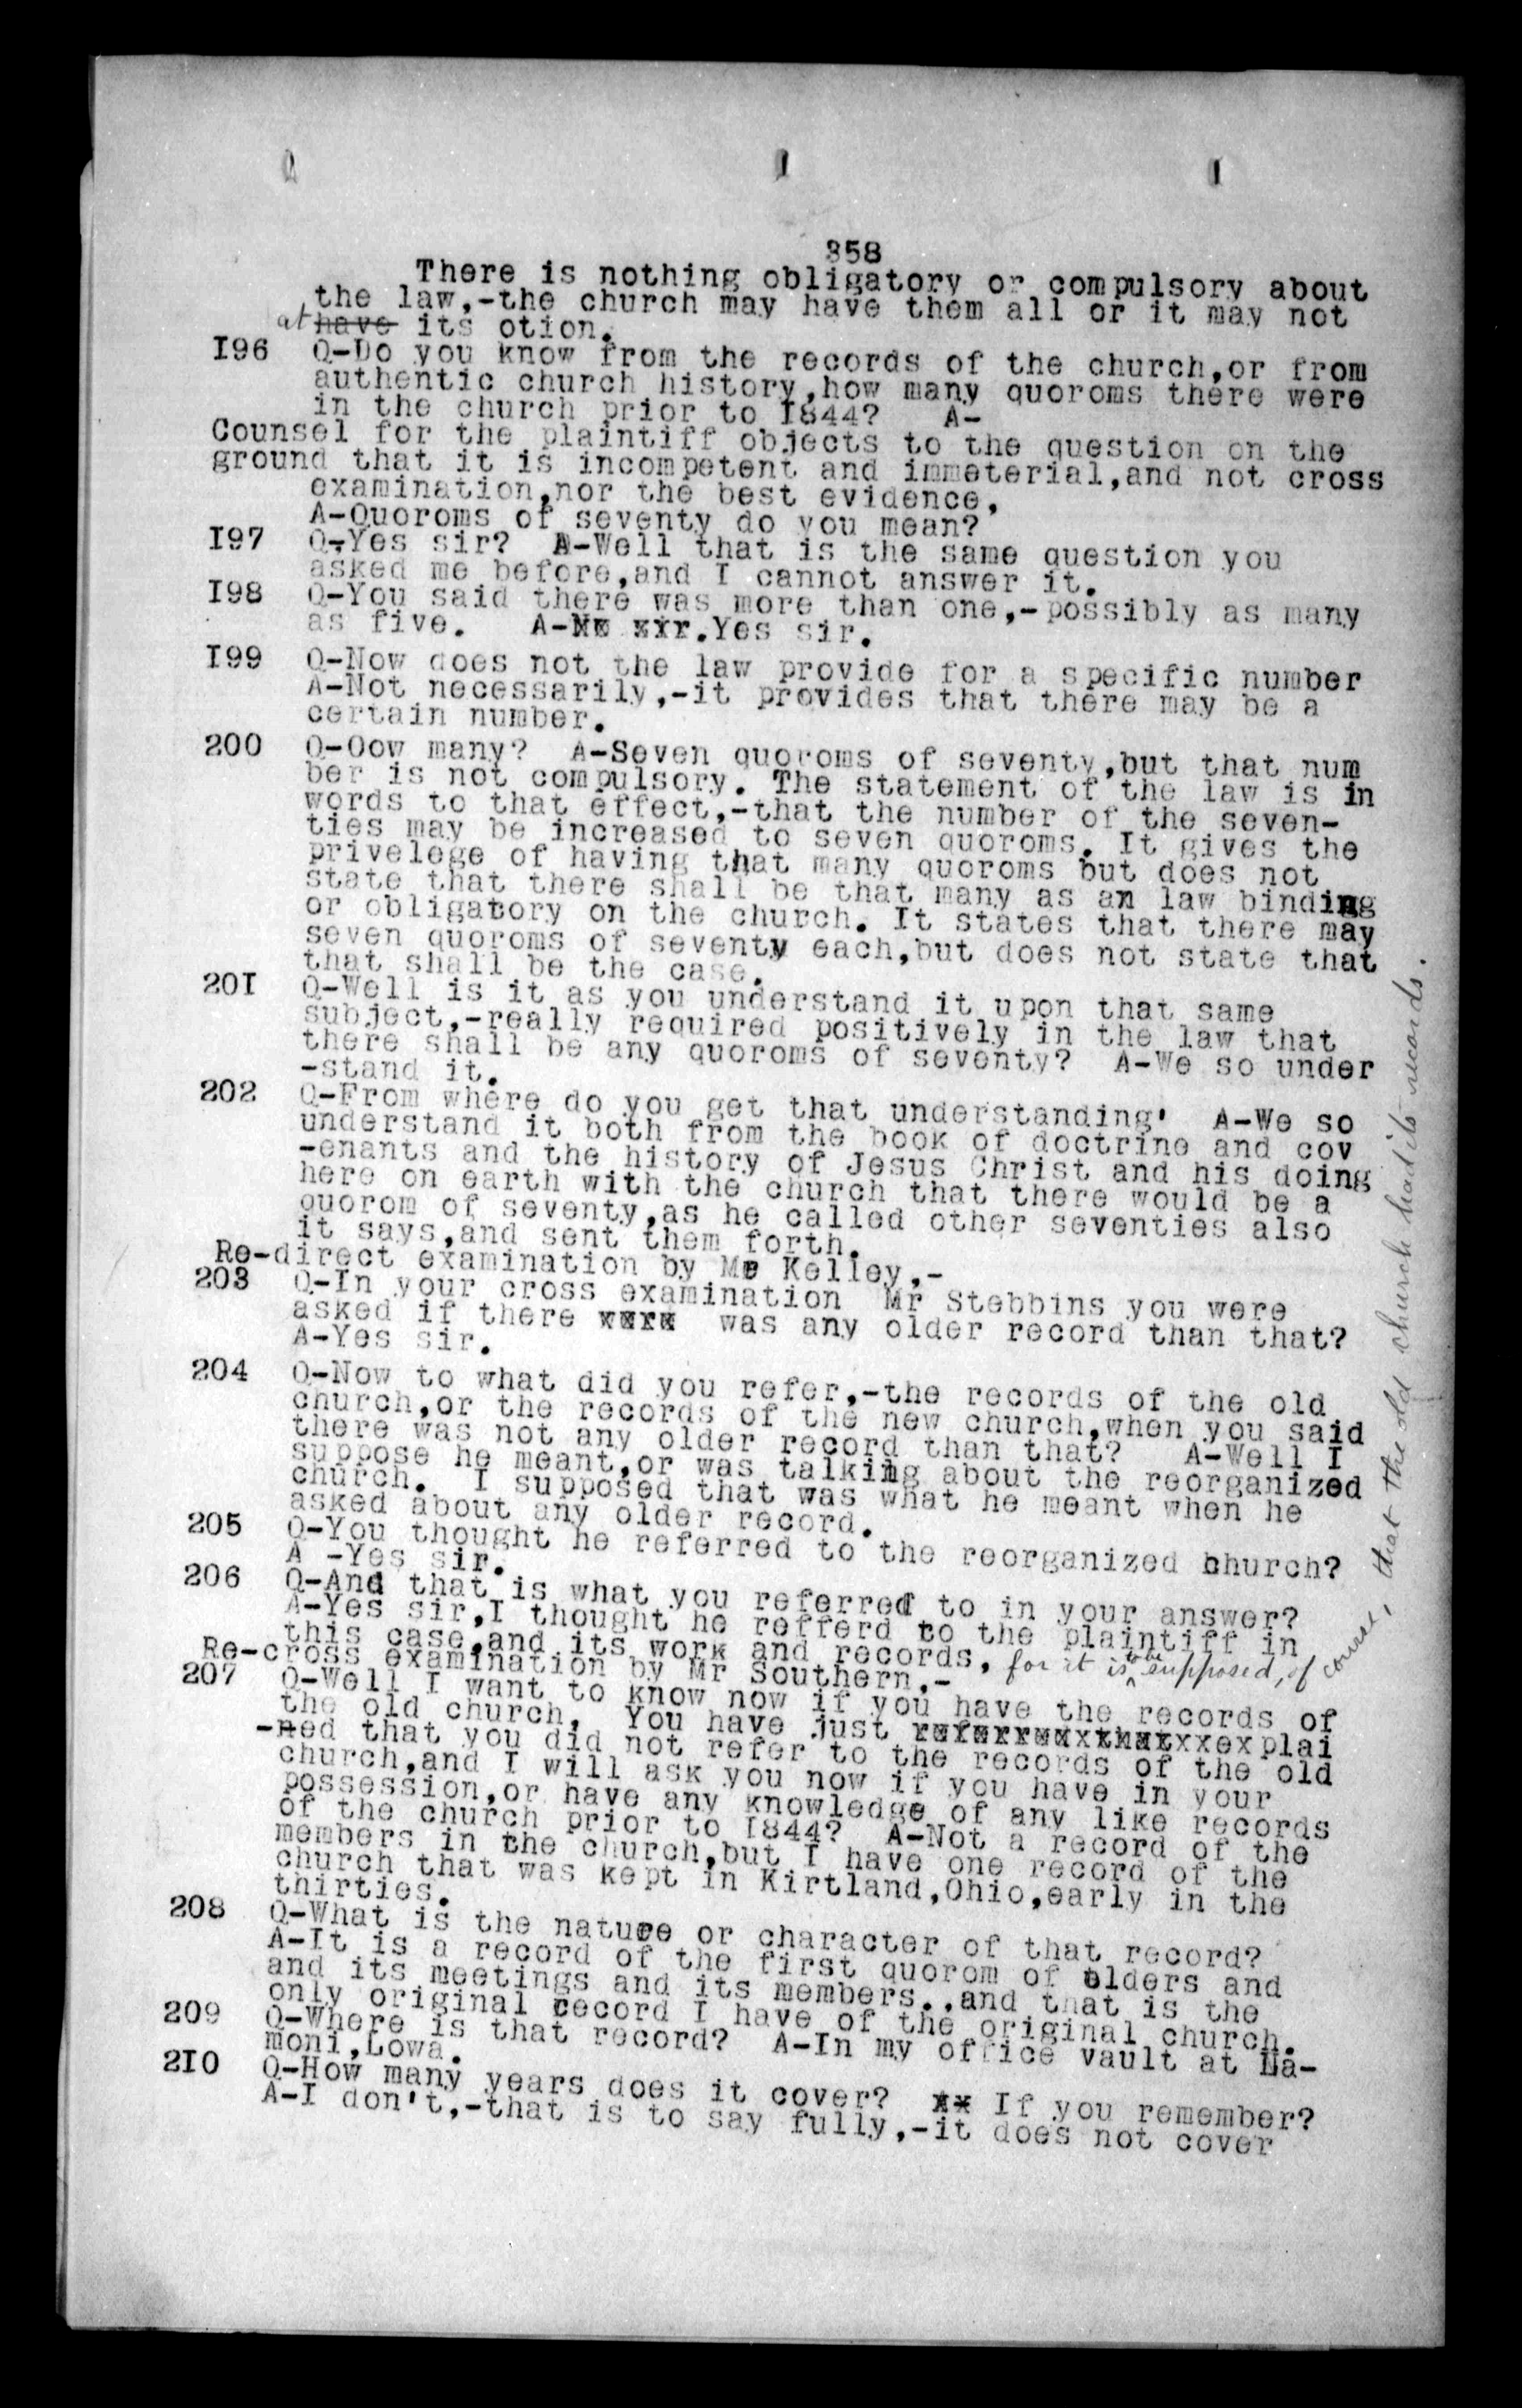 358
There is nothing obligatory or compulsory about
the law,-the church may have them all or it may not
at have its otion.
I96 Q-Do you know from the records of the church,or from
authentic church history,how many quoroms there were
in the church prior to I844? A-
Counsel for the plaintiff objects to the question on the
ground that it is incompetent and immeterial,and not cross
examination,nor the best evidence,
A-Quoroms of seventy do you mean?
I97 Q-Yes sir? A-Well that is the same question you
asked me before,and I cannot answer it.
I98 Q-You said there was more than one,-possibly as many
as five. A-No sir.Yes sir.
I99 Q-Now does not the law provide for a specific number
A-Not necessarily,-it provides that there may be a
certain number.
200 Q-Oow many? A-Seven quoroms of seventy,but that num
ber is not compulsory. The statement of the law is in
words to that effect,-that the number of the seven-
ties may be increased to seven quoroms. It gives the
privelege of having that many quoroms but does not
state that there shall be that many as an law binding
or obligatory on the church. It states that there may
seven quoroms of seventy each,but does not state that
that shall be the case.
20I Q-Well is it as you understand it upon that same
subject,-really required positively in the law that
there shall be any quoroms of seventy? A-We so under
-stand it.
202 Q-From where do you get that understanding' A-We so
understand it both from the book of doctrine and cov
-enants and the history of Jesus Christ and his doing
here on earth with the church that there would be a
quorom of seventy,as he called other seventies also
it says,and sent them forth.
Re-direct examination by Mr Kelley,-
203 Q-In your cross examination Mr Stebbins you were
asked if there were was any older record than that?
A-Yes sir.
204 Q-Now to what did you refer,-the records of the old
church,or the records of the new church,when you said
there was not any older record than that? A-Well I
suppose he meant,or was talking about the reorganized
church. I supposed that was what he meant when he
asked about any older record.
205 Q-You thought he referred to the reorganized church?
A -Yes sir.
206 Q-And that is what you referred to in your answer?
A-Yes sir,I thought he refferd to the plaintiff in
this case,and its work and records, for it is to be supposed, of course, that the old church had its records.
Re-cross examination by Mr Southern,-
207 Q-Well I want to know now if you have the records of
the old church, You have just referredxthatxxexplai
-ned that you did not refer to the records of the old
church,and I will ask you now if you have in your
possession,or have any knowledge of any like records
of the church prior to I844? A-Not a record of the
members in the church,but I have one record of the
church that was kept in Kirtland,Ohio,early in the
thirties.
208 Q-What is the nature or character of that record?
A-It is a record of the first quorom of elders and
and its meetings and its members.,and that is the
only original record I have of the original church.
209 Q-Where is that record? A-In my office vault at La-
moni,Lowa.
2I0 Q-How many years does it cover? xx If you remember?
A-I don't,-that is to say fully,-it does not cover